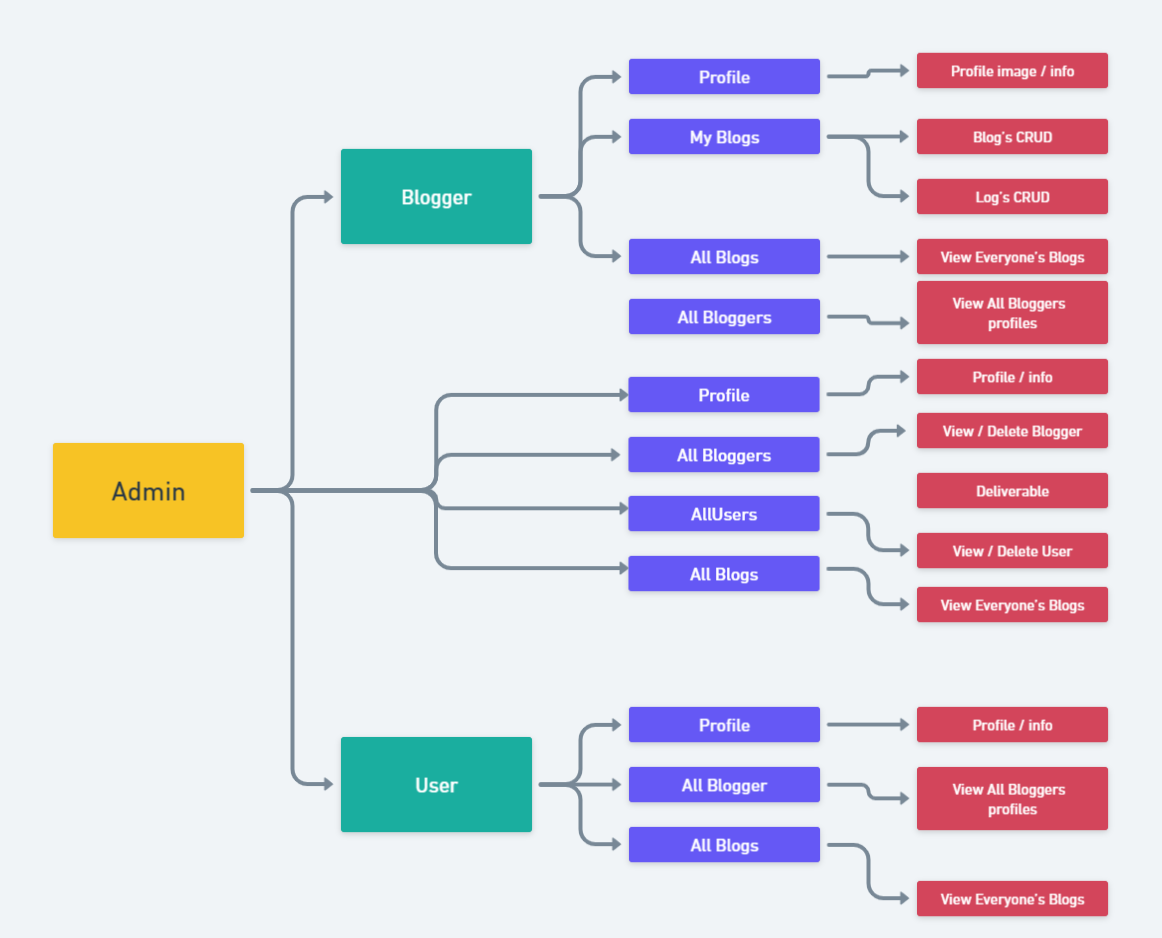 Admin
Blogger
Profile
Profile image / info
My Blogs
Blog's CRUD
Log's CRUD
All Blogs
View Everyone's Blogs
All Bloggers
View All Bloggers
profiles
Profile
Profile / info
All Bloggers
View / Delete Blogger
Deliverable
AllUsers
View / Delete User
All Blogs
View Everyone's Blogs
User
Profile
Profile / info
All Blogger
View All Bloggers
profiles
All Blogs
View Everyone's Blogs